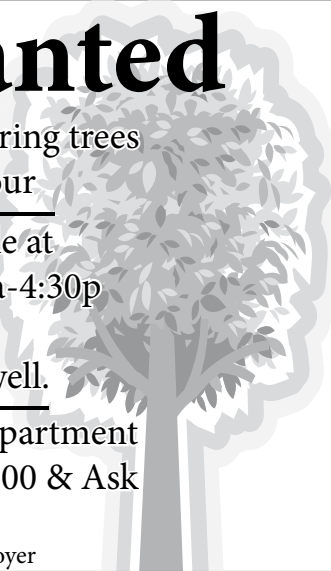 anted
ring trees
our
e at
a-4:30p
vell.
partment
00 & Ask
oyer